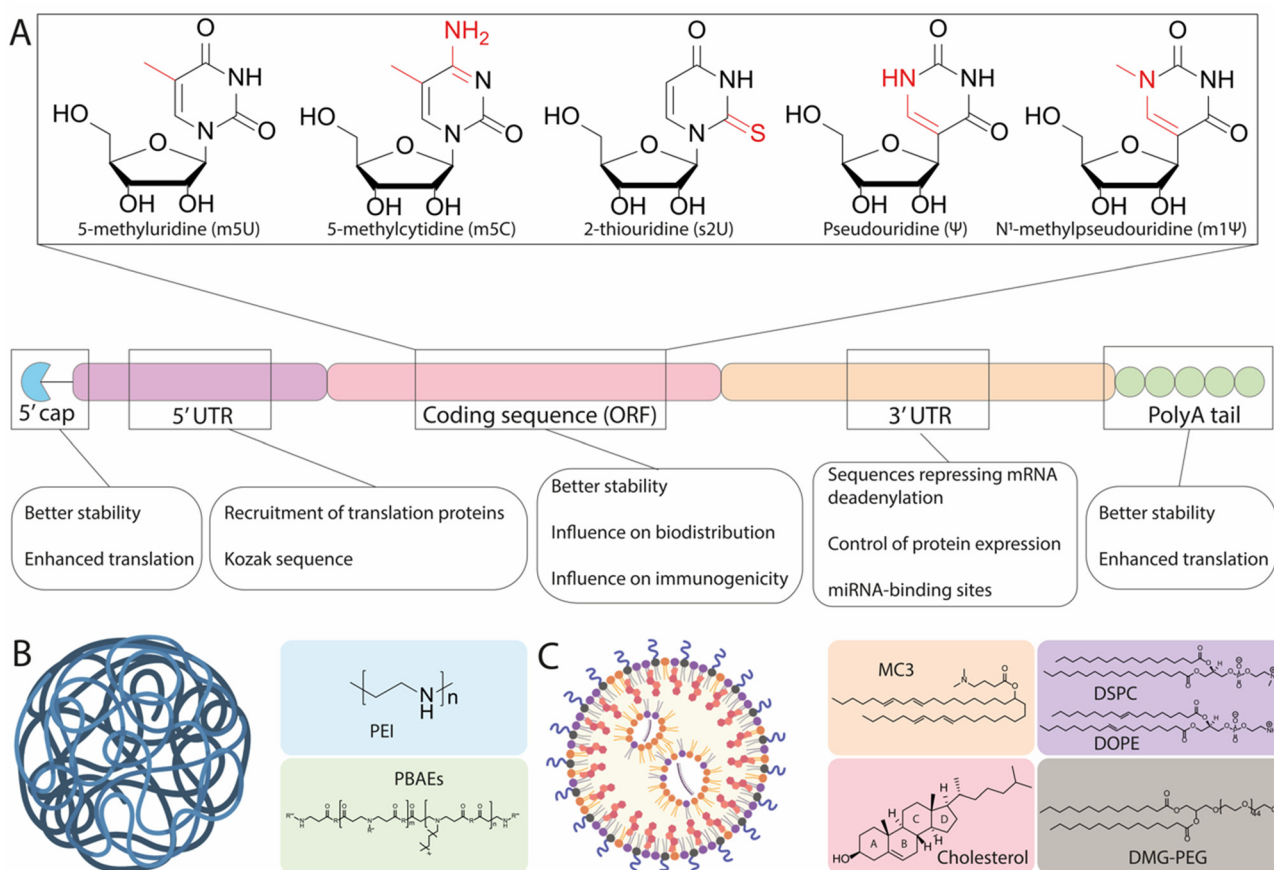 A
O
NH
HO
N
O
O
OH
OH
5-methyluridine (m5U)
NH₂
N
HO
N
O
O
OH
OH
5-methylcytidine (m5C)
O
NH
HO
N
S
O
OH
OH
2-thiouridine (s2U)
O
HN
NH
HO
O
O
OH
OH
Pseudouridine (Ψ)
O
N
NH
HO
O
O
OH
OH
N¹-methylpseudouridine (m1Ψ)
5' cap
5' UTR
Coding sequence (ORF)
3' UTR
PolyA tail
Better stability
Enhanced translation
Recruitment of translation proteins
Kozak sequence
Better stability
Influence on biodistribution
Influence on immunogenicity
Sequences repressing mRNA
deadenylation
Control of protein expression
miRNA-binding sites
Better stability
Enhanced translation
B
N
H
n
PEI
PBAEs
C
MC3
N
O
O
DSPC
DOPE
H
H
H
H
A
B
C
D
HO
Cholesterol
O
O
O
O
O
44
DMG-PEG